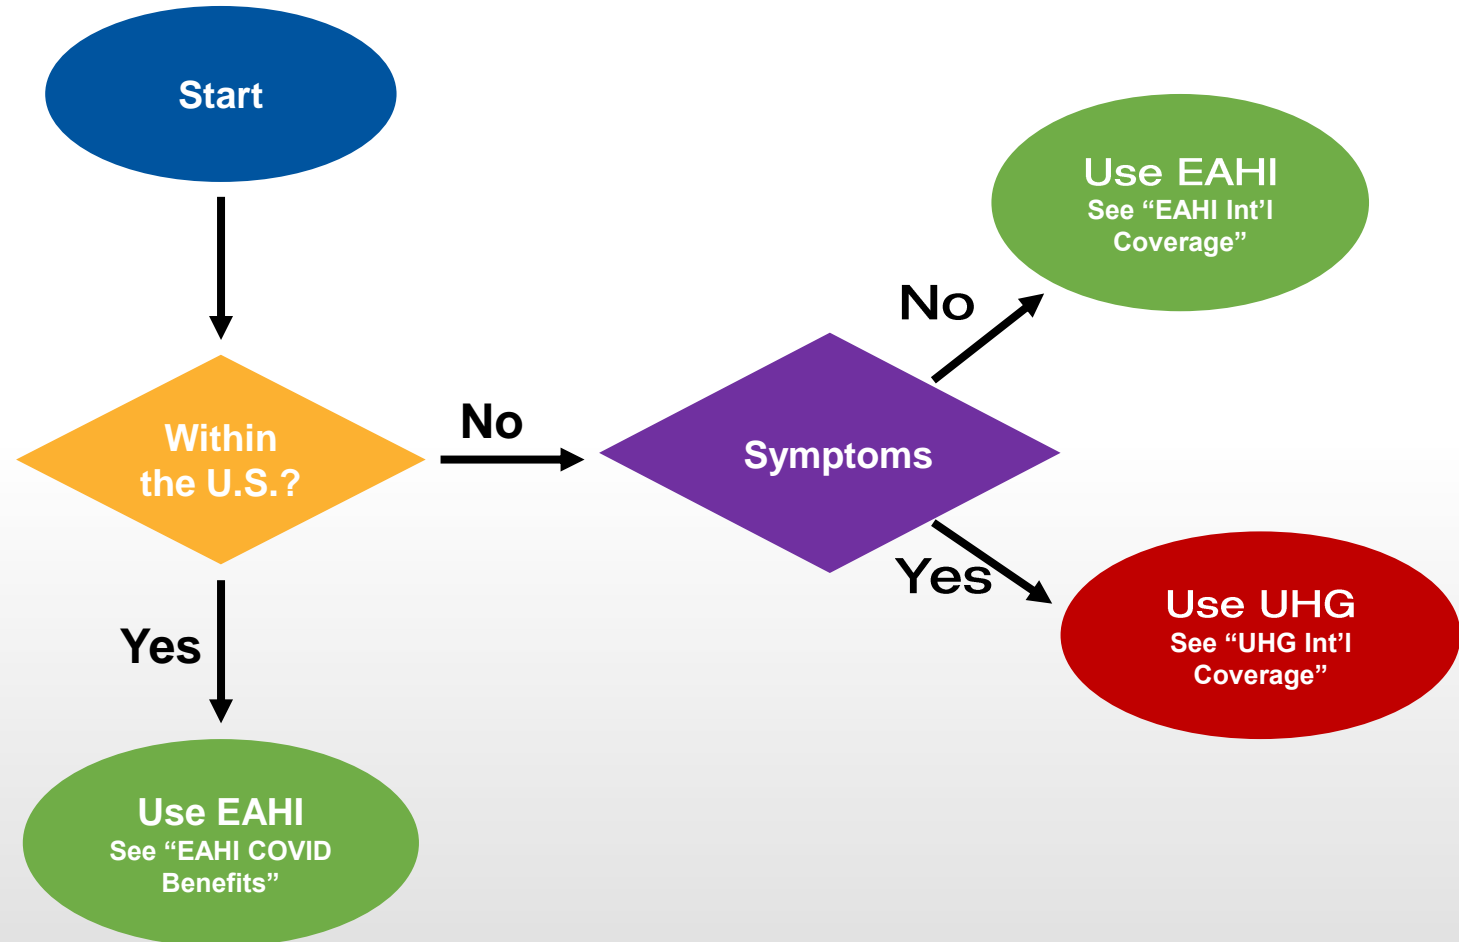 Start
Use EAHI
See “EAHI Int’l
Coverage”
No
Within
the U.S.?
No
Symptoms
Yes
Use UHG
See “UHG Int’l
Coverage”
Yes
Use EAHI
See “EAHI COVID
Benefits”